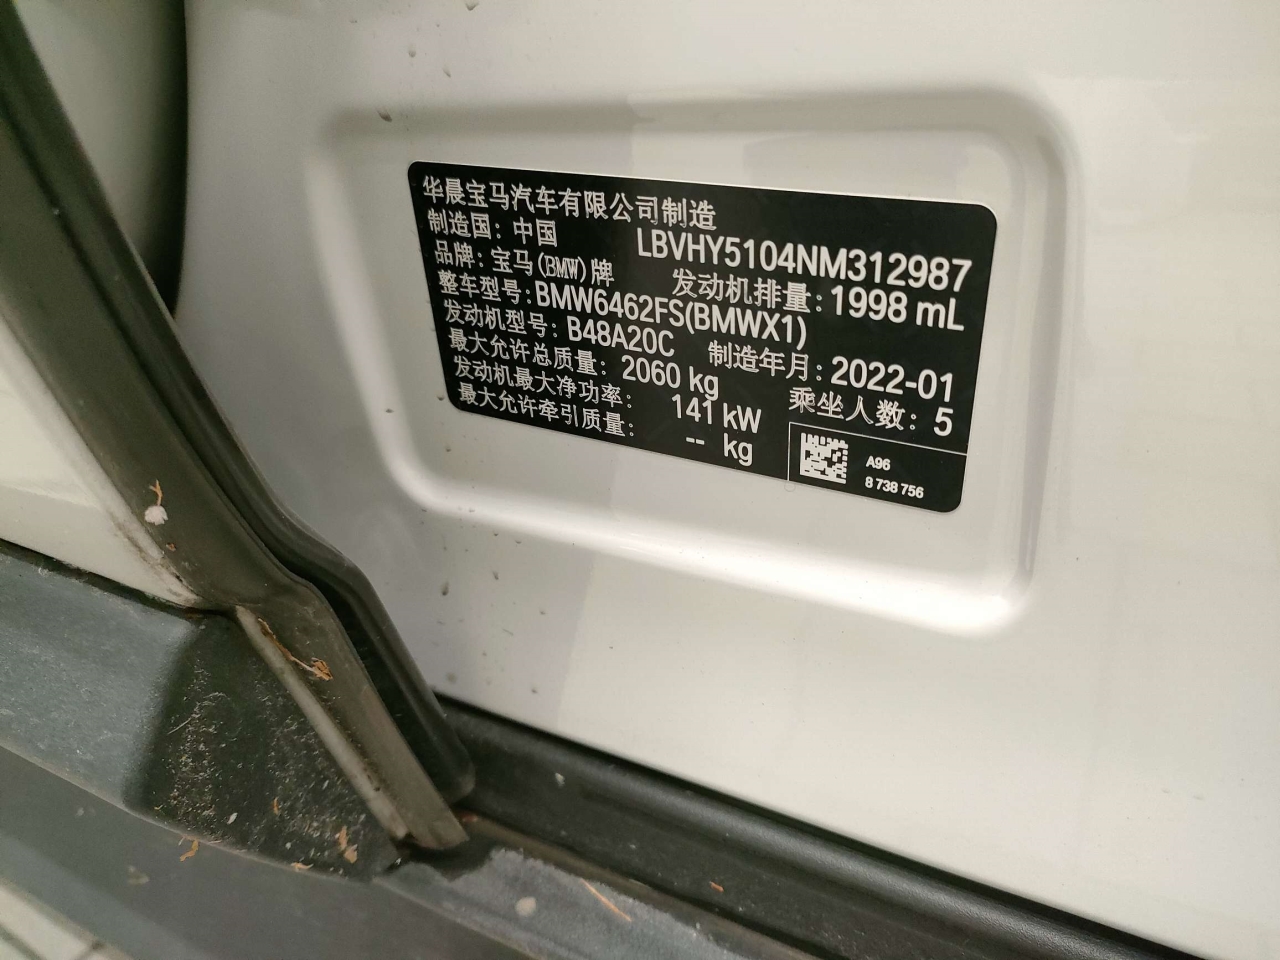 华晨宝马汽车有限公司制造
制造国：中国 LBVHY5104NM312987
品牌：宝马(BMW)牌 发动机排量：1998 mL
整车型号：BMW6462FS(BMWX1)
发动机型号：B48A20C 制造年月：2022-01
最大允许总质量：2060 kg 乘坐人数：5
发动机最大净功率：141 kW
最大允许牵引质量：-- kg
A96
8 738 756